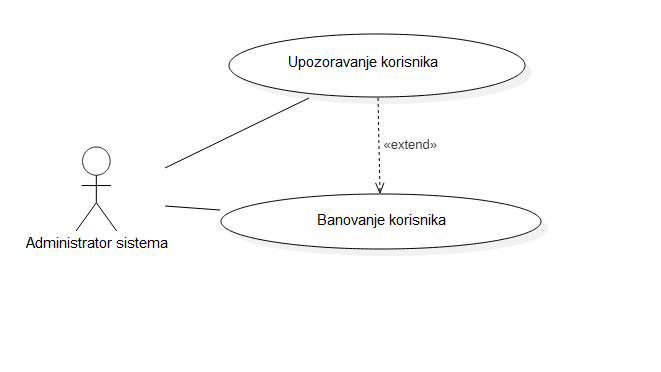 Upozoravanje korisnika
«extend»
Banovanje korisnika
Administrator sistema